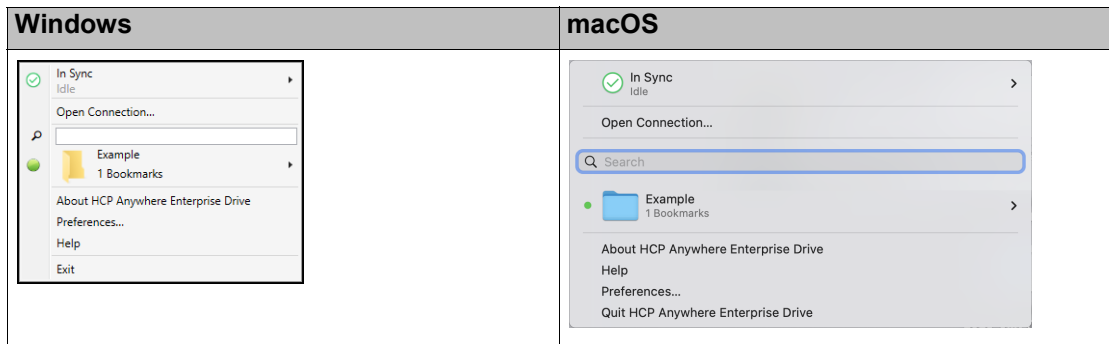 Windows
macOS
In Sync
Idle
Open Connection...
Example
1 Bookmarks
About HCP Anywhere Enterprise Drive
Preferences...
Help
Exit
In Sync
Idle
Open Connection...
Search
Example
1 Bookmarks
About HCP Anywhere Enterprise Drive
Help
Preferences...
Quit HCP Anywhere Enterprise Drive